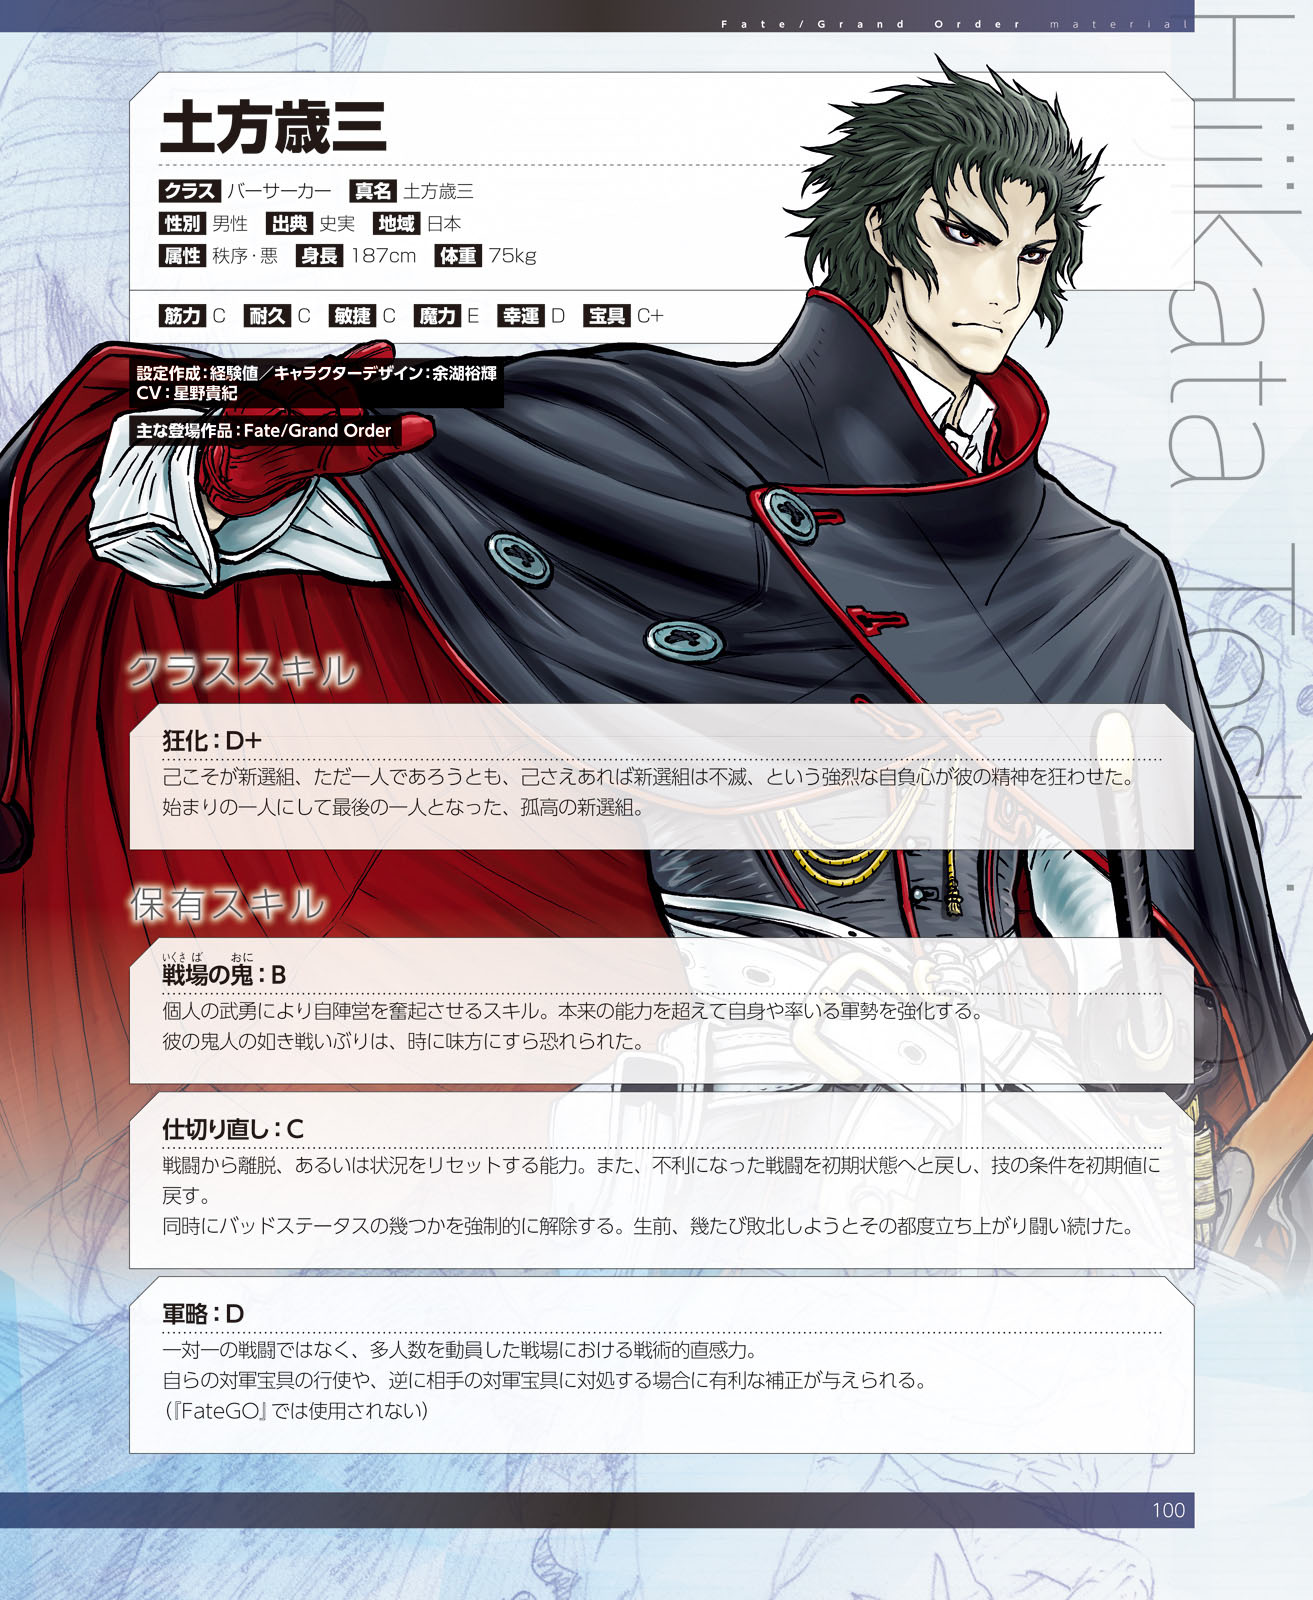 Fate/Grand Order material
Hijikata Toshizo
土方歳三
クラス バーサーカー 真名 土方歳三
性別 男性 出典 史実 地域 日本
属性 秩序・悪 身長 187cm 体重 75kg
筋力 C 耐久 C 敏捷 C 魔力 E 幸運 D 宝具 C+
設定作成:経験値/キャラクターデザイン:余湖裕輝
CV:星野貴紀
主な登場作品:Fate/Grand Order
クラススキル
狂化:D+
己こそが新選組、ただ一人であろうとも、己さえあれば新選組は不滅、という強烈な自負心が彼の精神を狂わせた。
始まりの一人にして最後の一人となった、孤高の新選組。
保有スキル
いくさば おに
戦場の鬼:B
個人の武勇により自陣営を奮起させるスキル。本来の能力を超えて自身や率いる軍勢を強化する。
彼の鬼人の如き戦いぶりは、時に味方にすら恐れられた。
仕切り直し:C
戦闘から離脱、あるいは状況をリセットする能力。また、不利になった戦闘を初期状態へと戻し、技の条件を初期値に
戻す。
同時にバッドステータスの幾つかを強制的に解除する。生前、幾たび敗北しようとその都度立ち上がり闘い続けた。
軍略:D
一対一の戦闘ではなく、多人数を動員した戦場における戦術的直感力。
自らの対軍宝具の行使や、逆に相手の対軍宝具に対処する場合に有利な補正が与えられる。
(『FateGO』では使用されない)
100